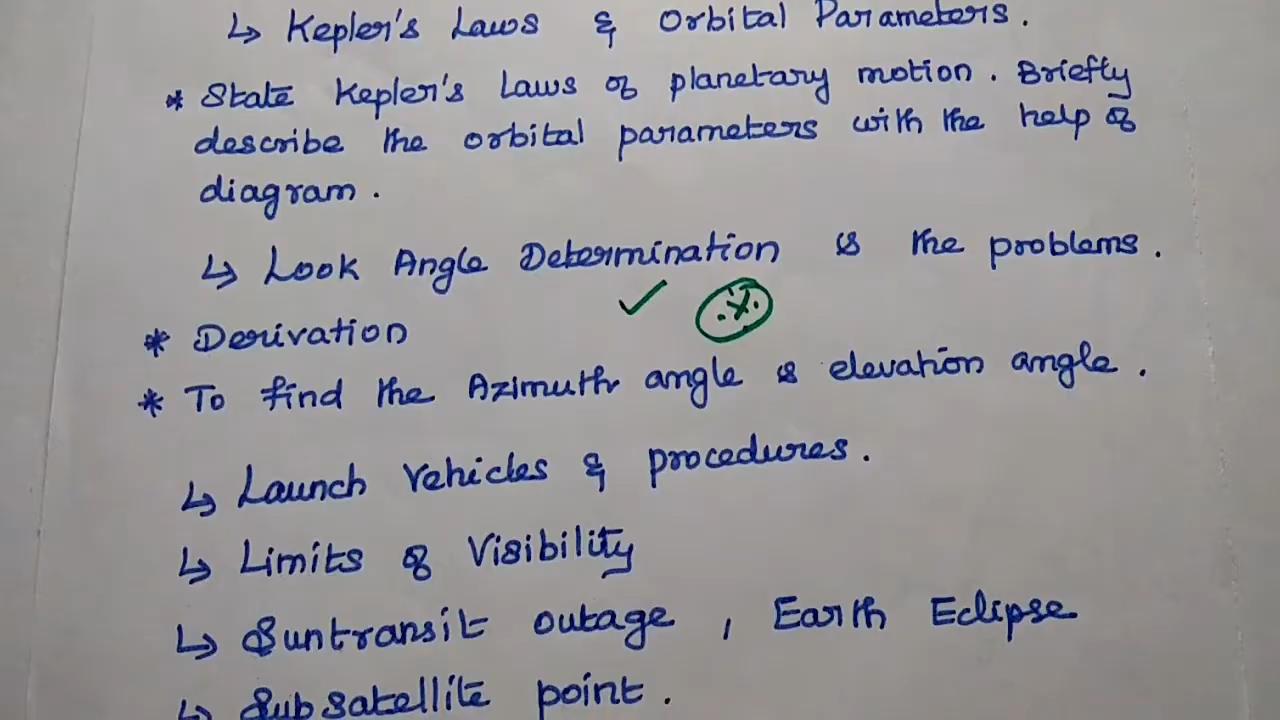 ↳ Kepler's Laws & Orbital Parameters.
* State Kepler's Laws of planetary motion. Briefly
describe the orbital parameters with the help of
diagram.
↳ Look Angle Determination is the problems.
* Derivation
* To find the Azimuth angle is elevation angle.
↳ Launch Vehicles & procedures.
↳ Limits of Visibility
↳ Suntransit outage, Earth Eclipse
↳ Subsatellite point.